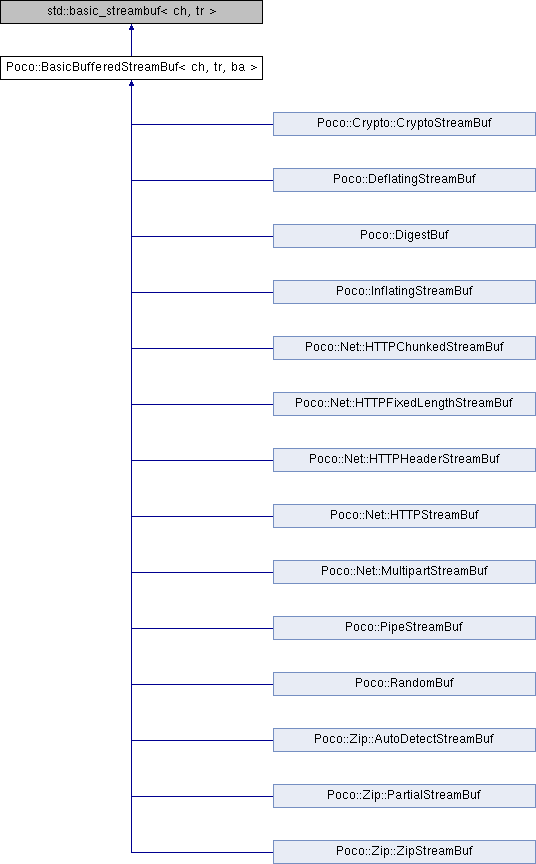 std::basic_streambuf< ch, tr >
Poco::BasicBufferedStreamBuf< ch, tr, ba >
Poco::Crypto::CryptoStreamBuf
Poco::DeflatingStreamBuf
Poco::DigestBuf
Poco::InflatingStreamBuf
Poco::Net::HTTPChunkedStreamBuf
Poco::Net::HTTPFixedLengthStreamBuf
Poco::Net::HTTPHeaderStreamBuf
Poco::Net::HTTPStreamBuf
Poco::Net::MultipartStreamBuf
Poco::PipeStreamBuf
Poco::RandomBuf
Poco::Zip::AutoDetectStreamBuf
Poco::Zip::PartialStreamBuf
Poco::Zip::ZipStreamBuf